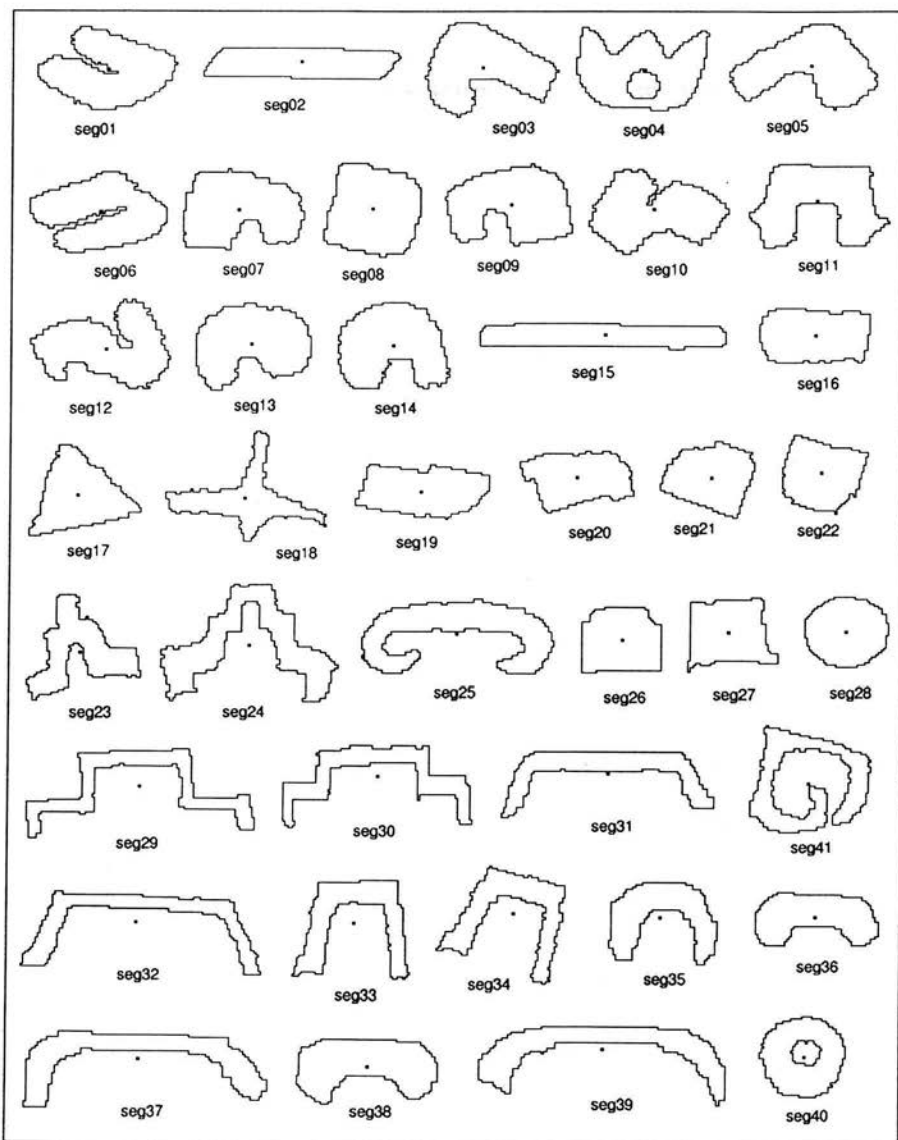 seg01 seg02 seg03 seg04 seg05
seg06 seg07 seg08 seg09 seg10 seg11
seg12 seg13 seg14 seg15 seg16
seg17 seg18 seg19 seg20 seg21 seg22
seg23 seg24 seg25 seg26 seg27 seg28
seg29 seg30 seg31 seg41
seg32 seg33 seg34 seg35 seg36
seg37 seg38 seg39 seg40